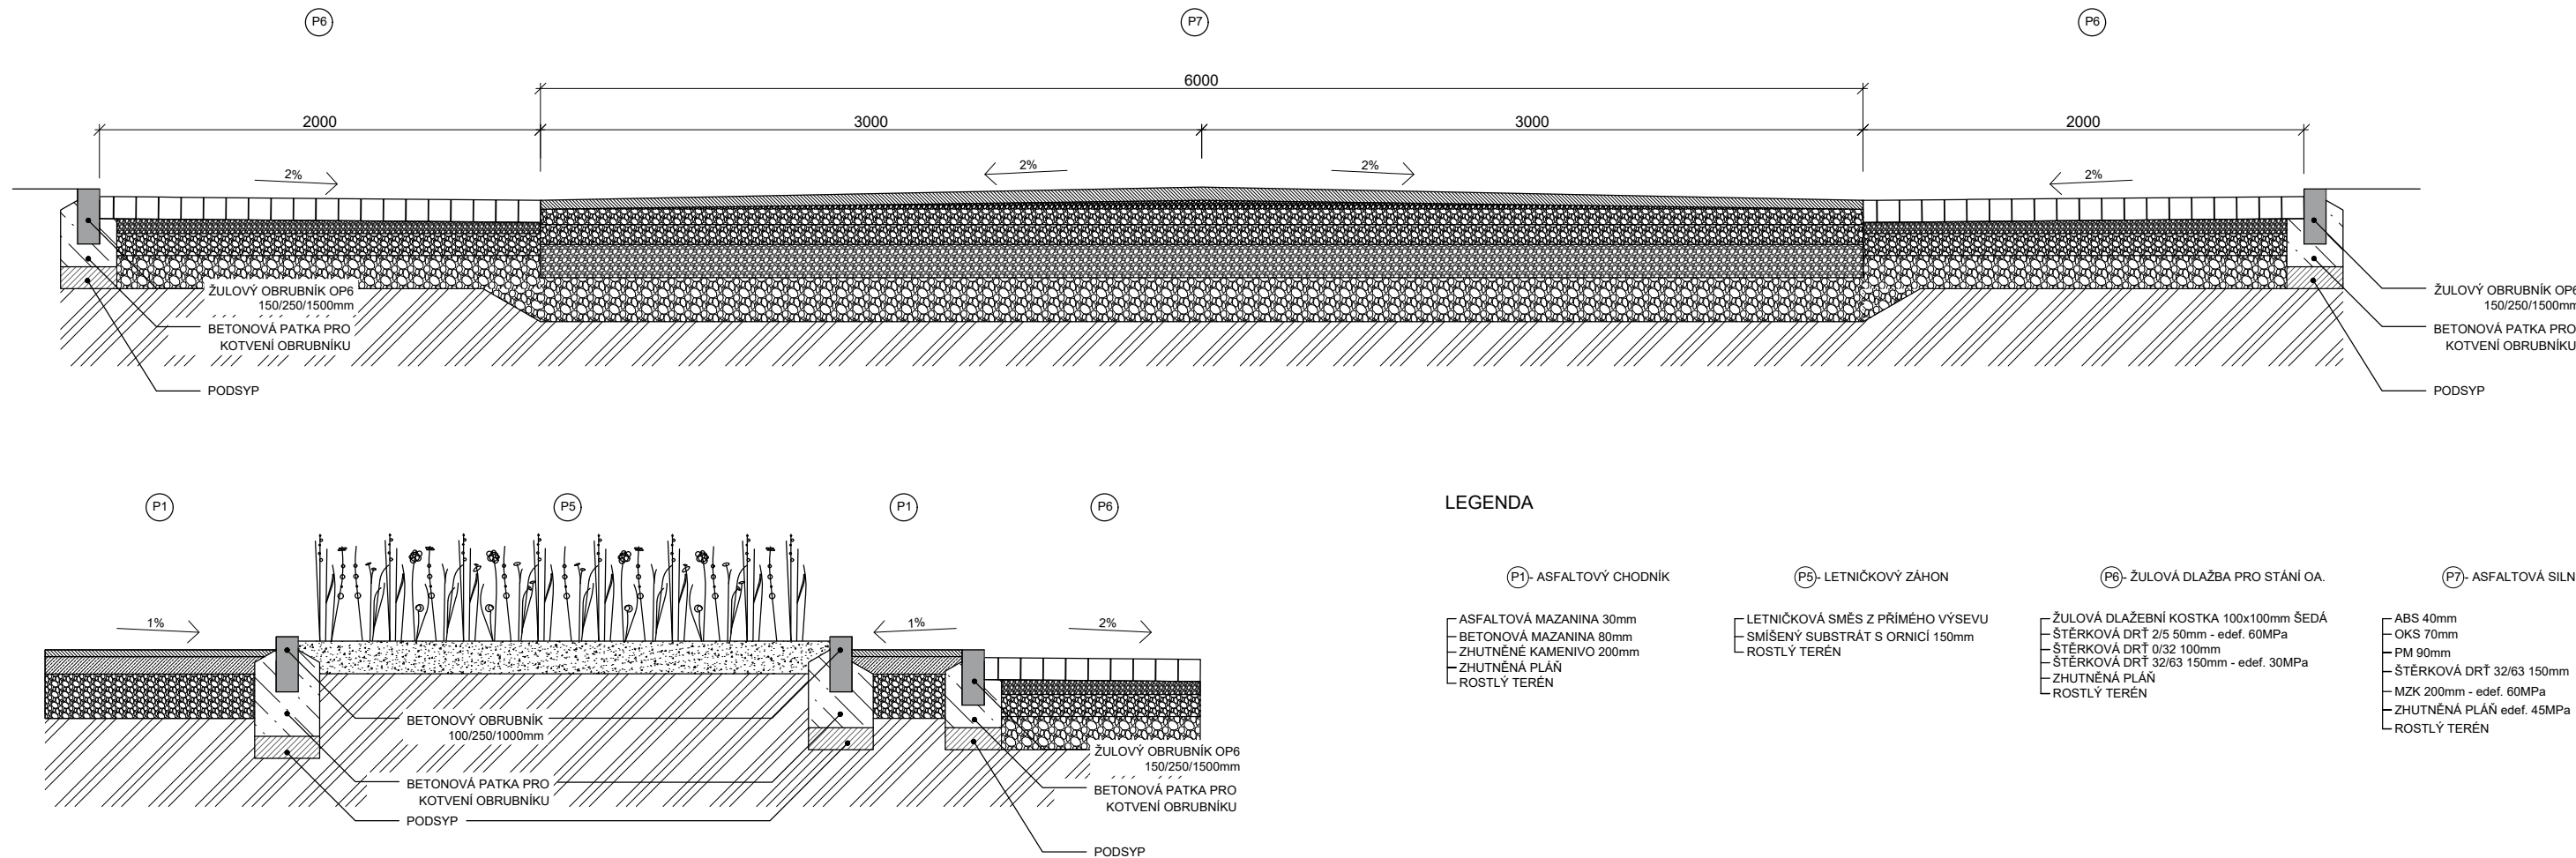 P6
P7
P6
6000
2000
3000
3000
2000
2%
2%
2%
2%
ŽULOVÝ OBRUBNÍK OP6
150/250/1500mm
BETONOVÁ PATKA PRO
KOTVENÍ OBRUBNÍKU
PODSYP
ŽULOVÝ OBRUBNÍK OP6
150/250/1500mm
BETONOVÁ PATKA PRO
KOTVENÍ OBRUBNÍKU
PODSYP
P1
P5
P1
P6
1%
1%
2%
BETONOVÝ OBRUBNÍK
100/250/1000mm
BETONOVÁ PATKA PRO
KOTVENÍ OBRUBNÍKU
PODSYP
ŽULOVÝ OBRUBNÍK OP6
150/250/1500mm
BETONOVÁ PATKA PRO
KOTVENÍ OBRUBNÍKU
PODSYP
LEGENDA
P1 - ASFALTOVÝ CHODNÍK
ASFALTOVÁ MAZANINA 30mm
BETONOVÁ MAZANINA 80mm
ZHUTNĚNÉ KAMENIVO 200mm
ZHUTNĚNÁ PLÁŇ
ROSTLÝ TERÉN
P5 - LETNIČKOVÝ ZÁHON
LETNIČKOVÁ SMĚS Z PŘÍMÉHO VÝSEVU
SMÍŠENÝ SUBSTRÁT S ORNICÍ 150mm
ROSTLÝ TERÉN
P6 - ŽULOVÁ DLAŽBA PRO STÁNÍ OA.
ŽULOVÁ DLAŽEBNÍ KOSTKA 100x100mm ŠEDÁ
ŠTĚRKOVÁ DRŤ 2/5 50mm - edef. 60MPa
ŠTĚRKOVÁ DRŤ 0/32 100mm
ŠTĚRKOVÁ DRŤ 32/63 150mm - edef. 30MPa
ZHUTNĚNÁ PLÁŇ
ROSTLÝ TERÉN
P7 - ASFALTOVÁ SILN
ABS 40mm
OKS 70mm
PM 90mm
ŠTĚRKOVÁ DRŤ 32/63 150mm
MZK 200mm - edef. 60MPa
ZHUTNĚNÁ PLÁŇ edef. 45MPa
ROSTLÝ TERÉN